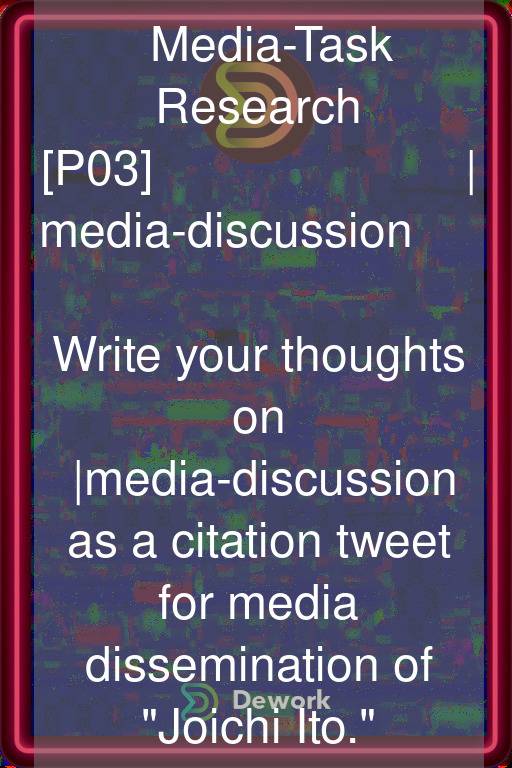 Media-Task
Research
[P03] |
media-discussion
Write your thoughts
on
|media-discussion
as a citation tweet
for media
dissemination of
Dework
"Joichi Ito."